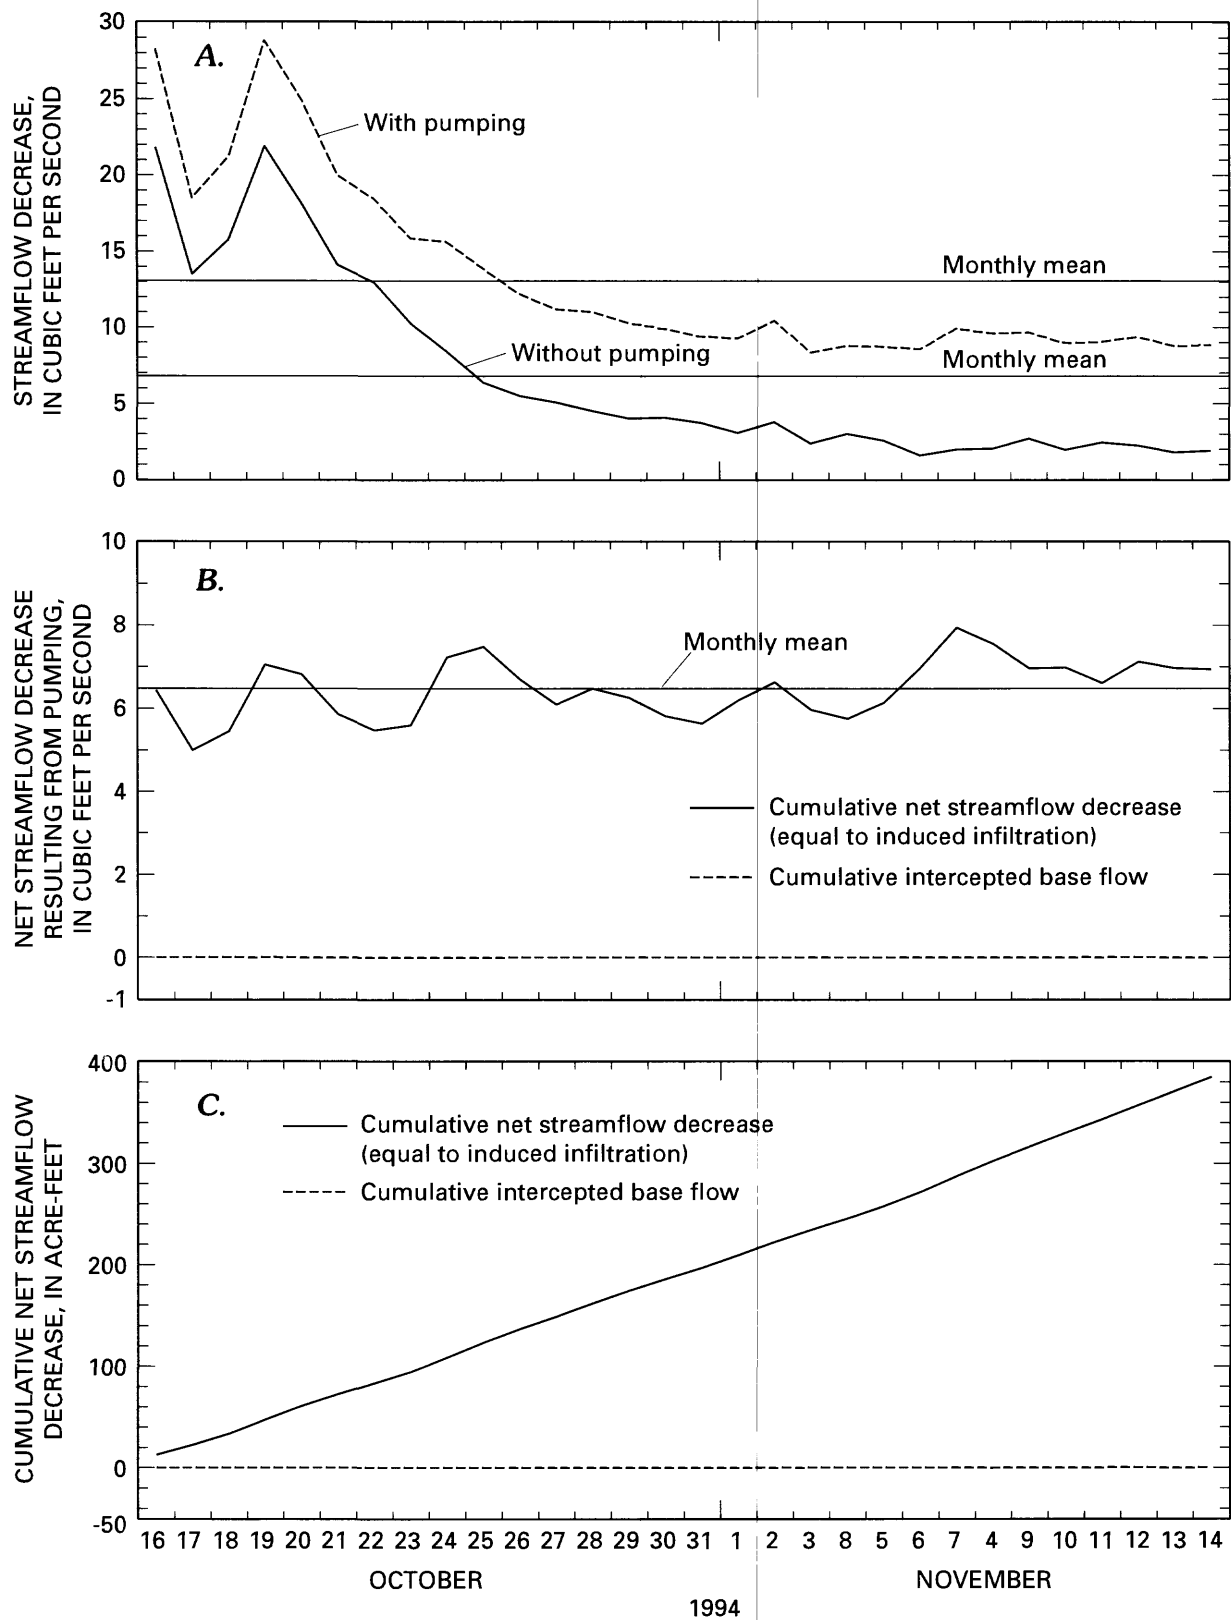 STREAMFLOW DECREASE,
IN CUBIC FEET PER SECOND
30
25
20
15
10
5
0
A.
With pumping
Monthly mean
Without pumping
Monthly mean
NET STREAMFLOW DECREASE
RESULTING FROM PUMPING,
IN CUBIC FEET PER SECOND
10
8
6
4
2
0
-1
B.
Monthly mean
Cumulative net streamflow decrease
(equal to induced infiltration)
Cumulative intercepted base flow
CUMULATIVE NET STREAMFLOW
DECREASE, IN ACRE-FEET
400
300
200
100
0
-50
C.
Cumulative net streamflow decrease
(equal to induced infiltration)
Cumulative intercepted base flow
16 17 18 19 20 21 22 23 24 25 26 27 28 29 30 31 1 2 3 8 5 6 7 4 9 10 11 12 13 14
OCTOBER NOVEMBER
1994